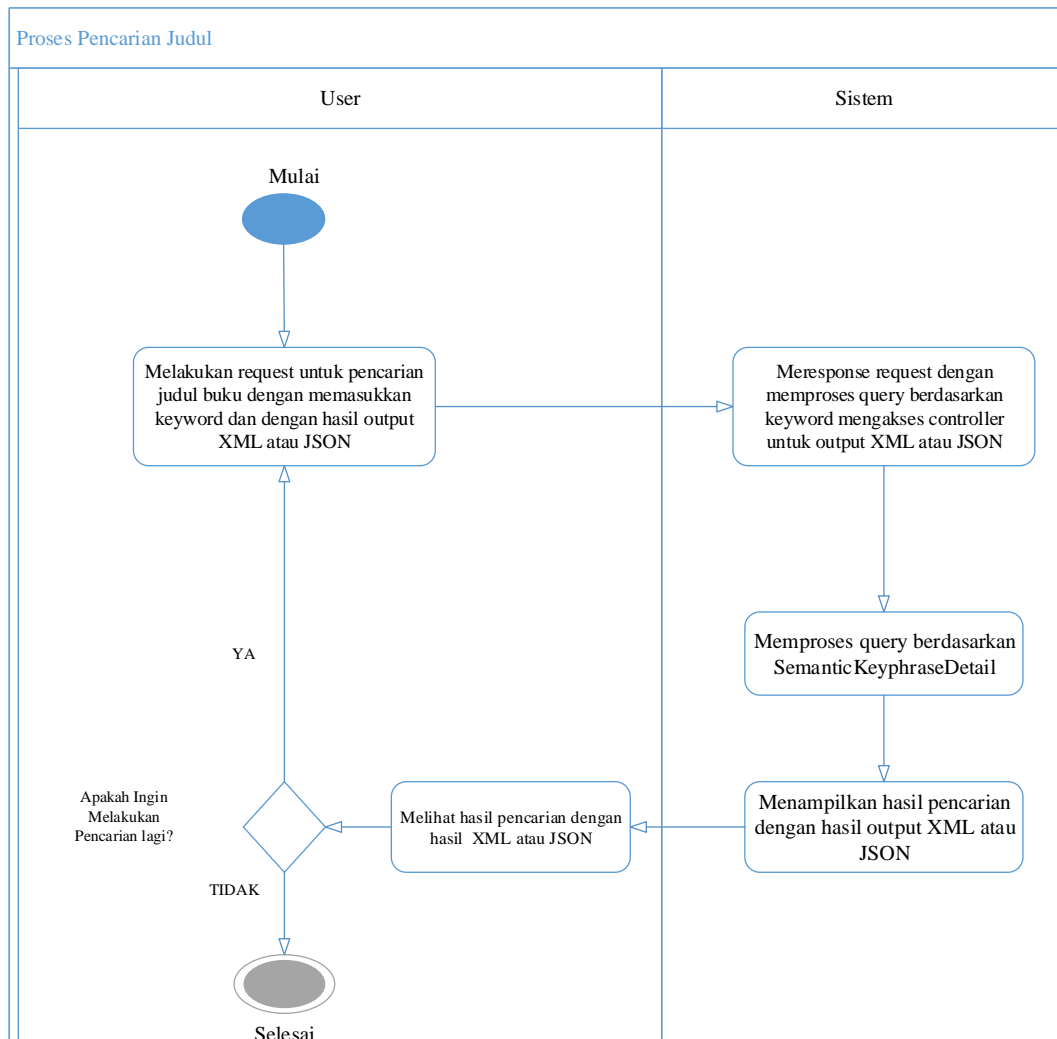 Proses Pencarian Judul
User
Sistem
Mulai
Melakukan request untuk pencarian
judul buku dengan memasukkan
keyword dan dengan hasil output
XML atau JSON
Meresponse request dengan
memproses query berdasarkan
keyword mengakses controller
untuk output XML atau JSON
Memproses query berdasarkan
SemanticKeyphraseDetail
YA
Menampilkan hasil pencarian
dengan hasil output XML atau
JSON
Melihat hasil pencarian dengan
hasil XML atau JSON
Apakah Ingin
Melakukan
Pencarian lagi?
TIDAK
Selesai